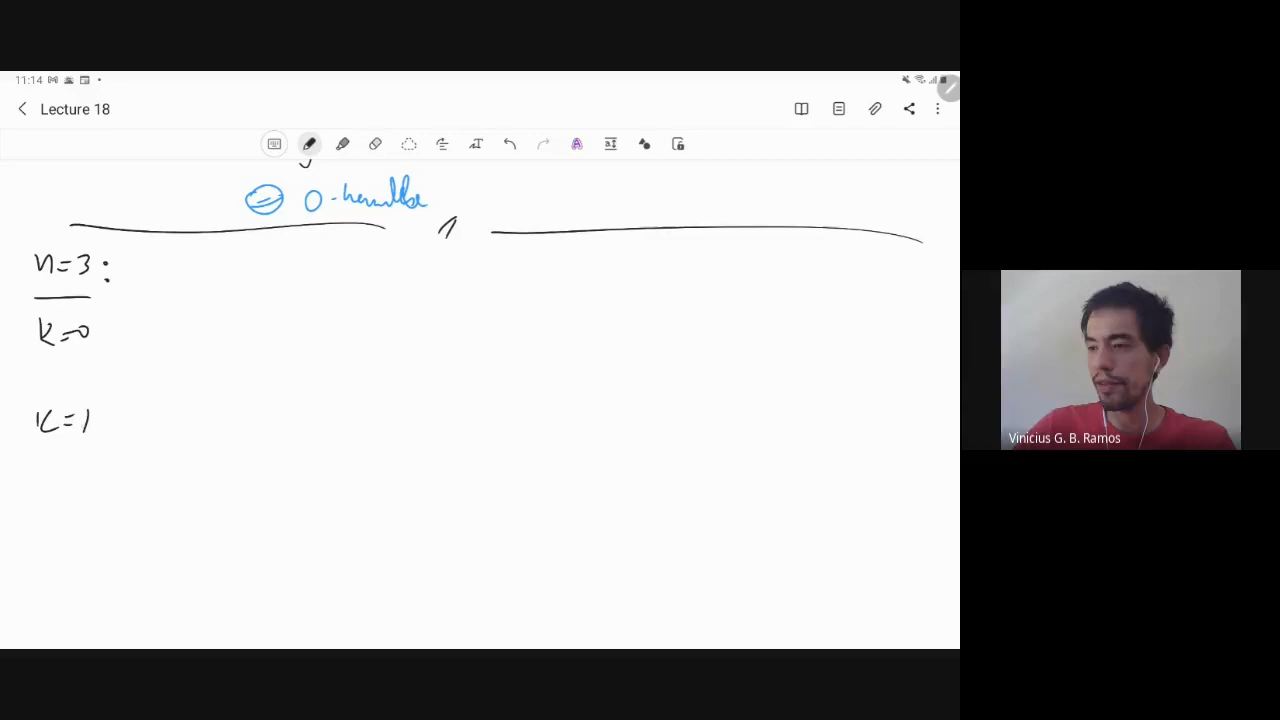 11:14
Lecture 18
0-handle
n=3:
k=0
k=1
Vinicius G. B. Ramos